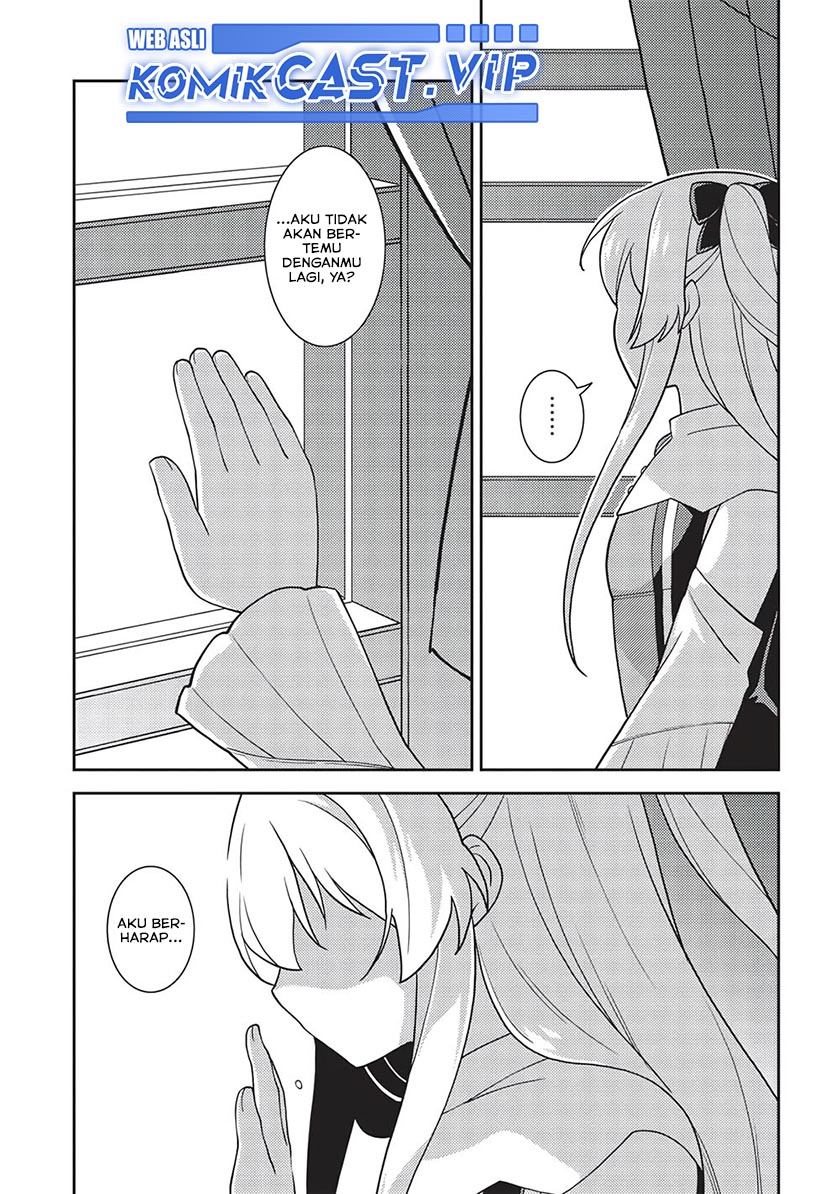 WEB ASLI
KOMIKCAST.VIP
...AKU TIDAK
AKAN BER-
TEMU
DENGANMU
LAGI, YA?
......
AKU BER-
HARAP...